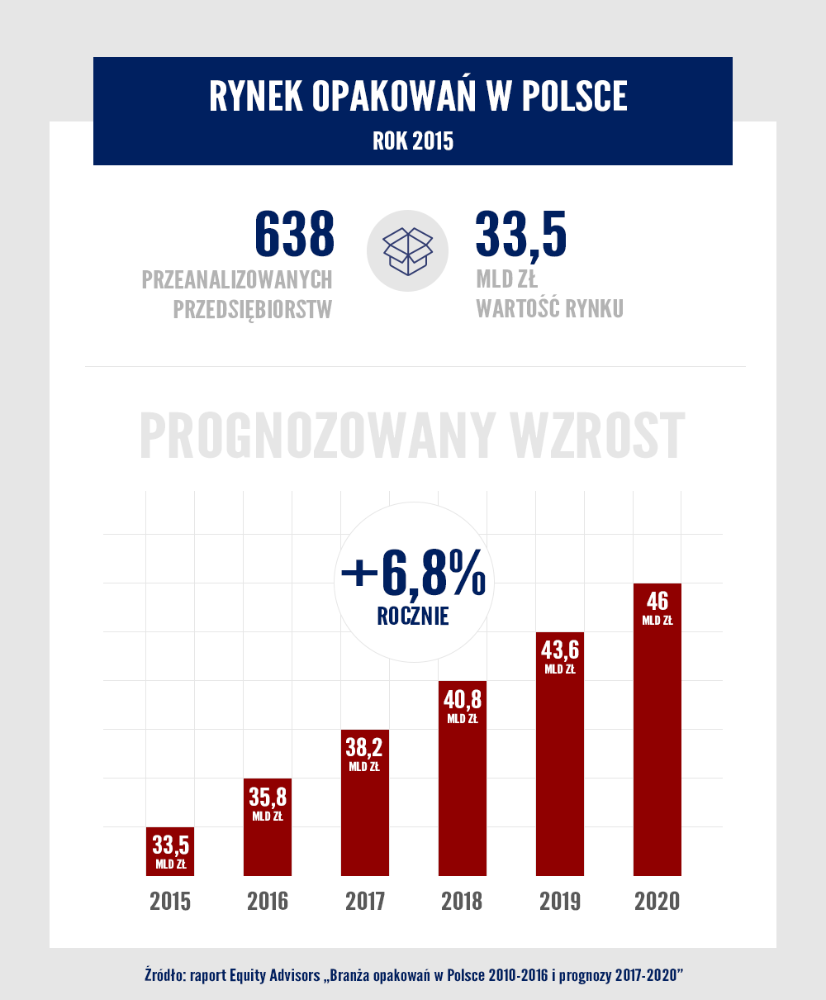 RYNEK OPAKOWAŃ W POLSCE
ROK 2015
638
PRZEANALIZOWANYCH
PRZEDSIĘBIORSTW
33,5
MLD ZŁ
WARTOŚĆ RYNKU
PROGNOZOWANY WZROST
+6,8%
ROCZNIE
33,5
MLD ZŁ
35,8
MLD ZŁ
38,2
MLD ZŁ
40,8
MLD ZŁ
43,6
MLD ZŁ
46
MLD ZŁ
2015 2016 2017 2018 2019 2020
Źródło: raport Equity Advisors „Branża opakowań w Polsce 2010-2016 i prognozy 2017-2020”